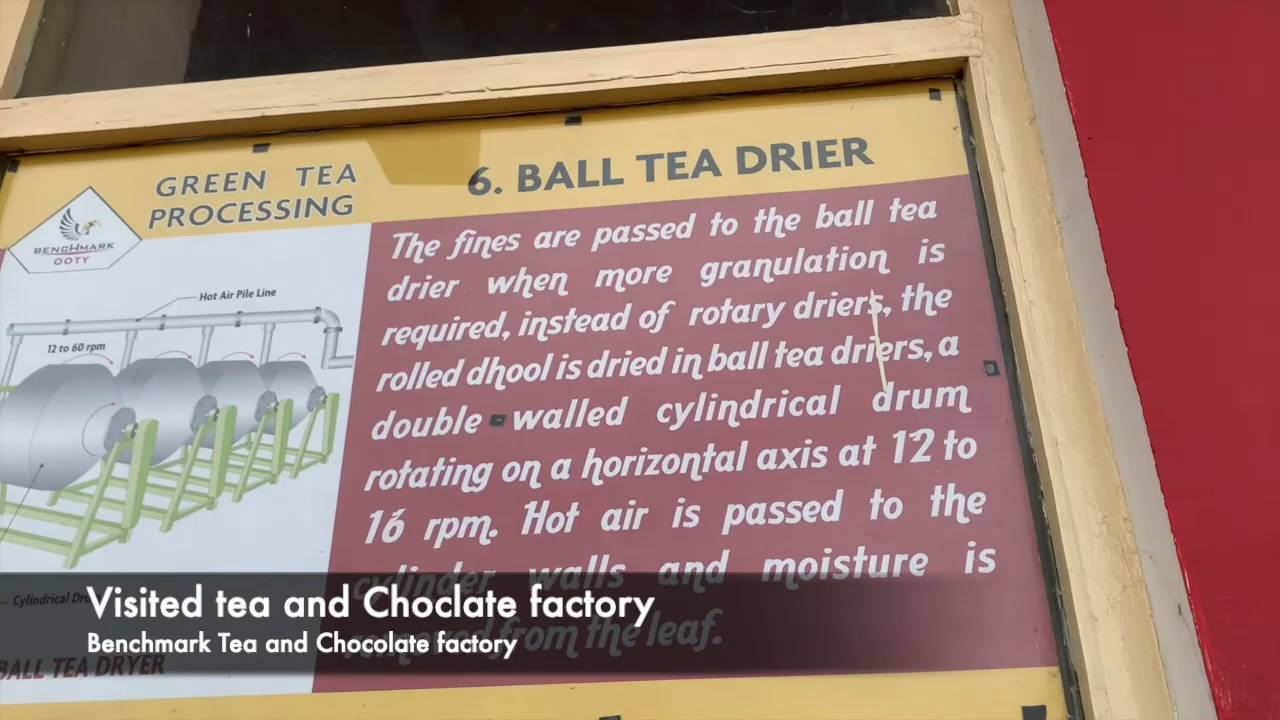 GREEN TEA
PROCESSING
BENCHMARK
OOTY
Hot Air Pile Line
12 to 60 rpm
6. BALL TEA DRIER
The fines are passed to the ball tea
drier when more granulation is
required, instead of rotary driers, the
rolled dhool is dried in ball tea driers, a
double walled cylindrical drum
rotating on a horizontal axis at 12 to
16 rpm. Hot air is passed to the
cylinder walls and moisture is
removed from the leaf.
Cylindrical
BALL TEA DRYER
Visited tea and Choclate factory
Benchmark Tea and Chocolate factory